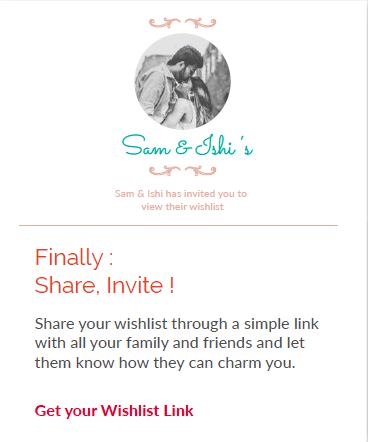 Sam & Ishi 's
Sam & Ishi has invited you to
view their wishlist
Finally :
Share, Invite !
Share your wishlist through a simple link
with all your family and friends and let
them know how they can charm you.
Get your Wishlist Link